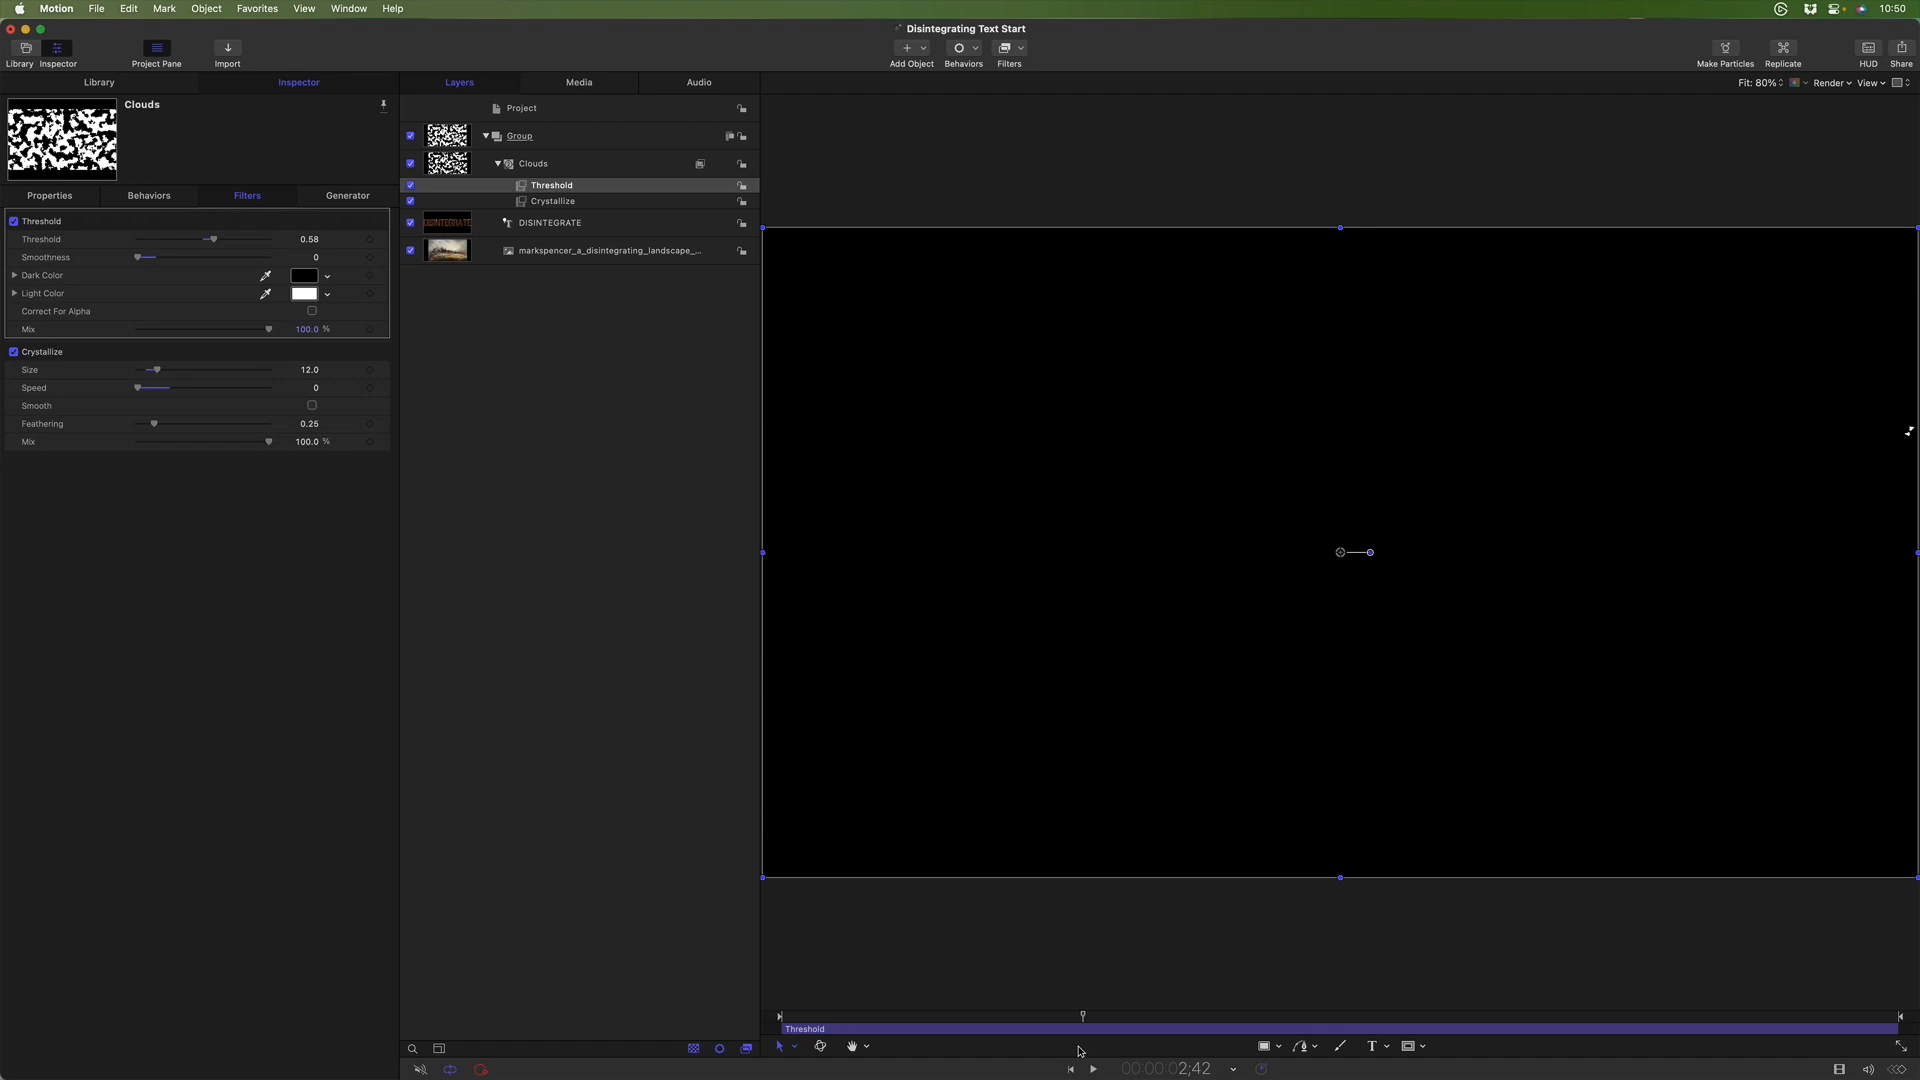 Motion File Edit Mark Object Favorites View Window Help 10:50
Disintegrating Text Start
Library Inspector Project Pane Import Add Object Behaviors Filters Make Particles Replicate HUD Share
Library Inspector Layers Media Audio Fit: 80% Render View
Clouds
Project
Group
Clouds
Properties Behaviors Filters Generator
Threshold
Crystallize
DISINTEGRATE DISINTEGRATE
markspencer_a_disintegrating_landscape_...
Threshold
Threshold 0.58
Smoothness 0
Dark Color
Light Color
Correct For Alpha
Mix 100.0 %
Crystallize
Size 12.0
Speed 0
Smooth
Feathering 0.25
Mix 100.0 %
Threshold
T
00:00:02;42